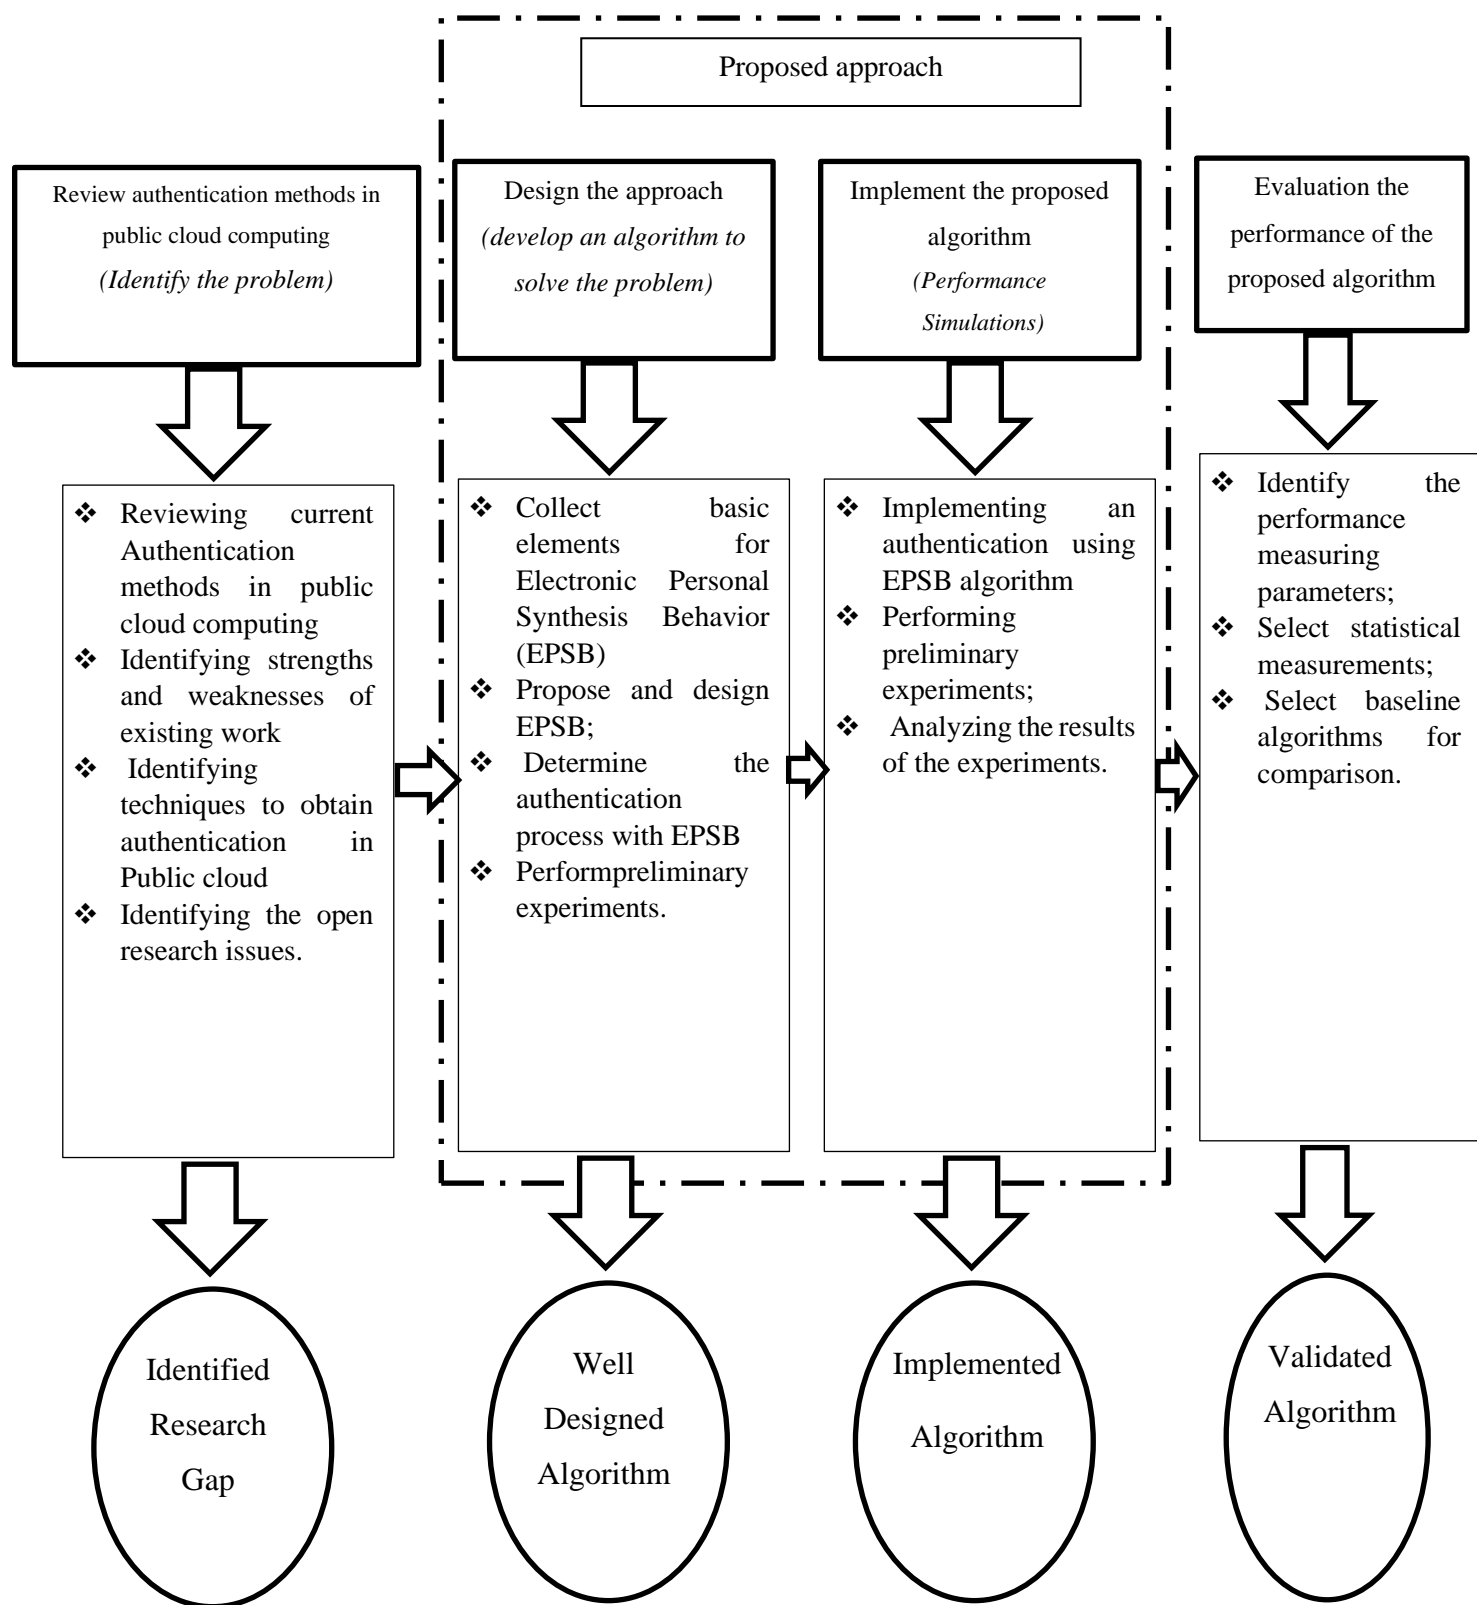 Proposed approach
Review authentication methods in
public cloud computing
(Identify the problem)
Design the approach
(develop an algorithm to
solve the problem)
Implement the proposed
algorithm
(Performance
Simulations)
Evaluation the
performance of the
proposed algorithm
❖ Reviewing current
Authentication
methods in public
cloud computing
❖ Identifying strengths
and weaknesses of
existing work
❖ Identifying
techniques to obtain
authentication in
Public cloud
❖ Identifying the open
research issues.
❖ Collect basic
elements for
Electronic Personal
Synthesis Behavior
(EPSB)
❖ Propose and design
EPSB;
❖ Determine the
authentication
process with EPSB
❖ Performpreliminary
experiments.
❖ Implementing an
authentication using
EPSB algorithm
❖ Performing
preliminary
experiments;
❖ Analyzing the results
of the experiments.
❖ Identify the
performance
measuring
parameters;
❖ Select statistical
measurements;
❖ Select baseline
algorithms for
comparison.
Identified
Research
Gap
Well
Designed
Algorithm
Implemented
Algorithm
Validated
Algorithm